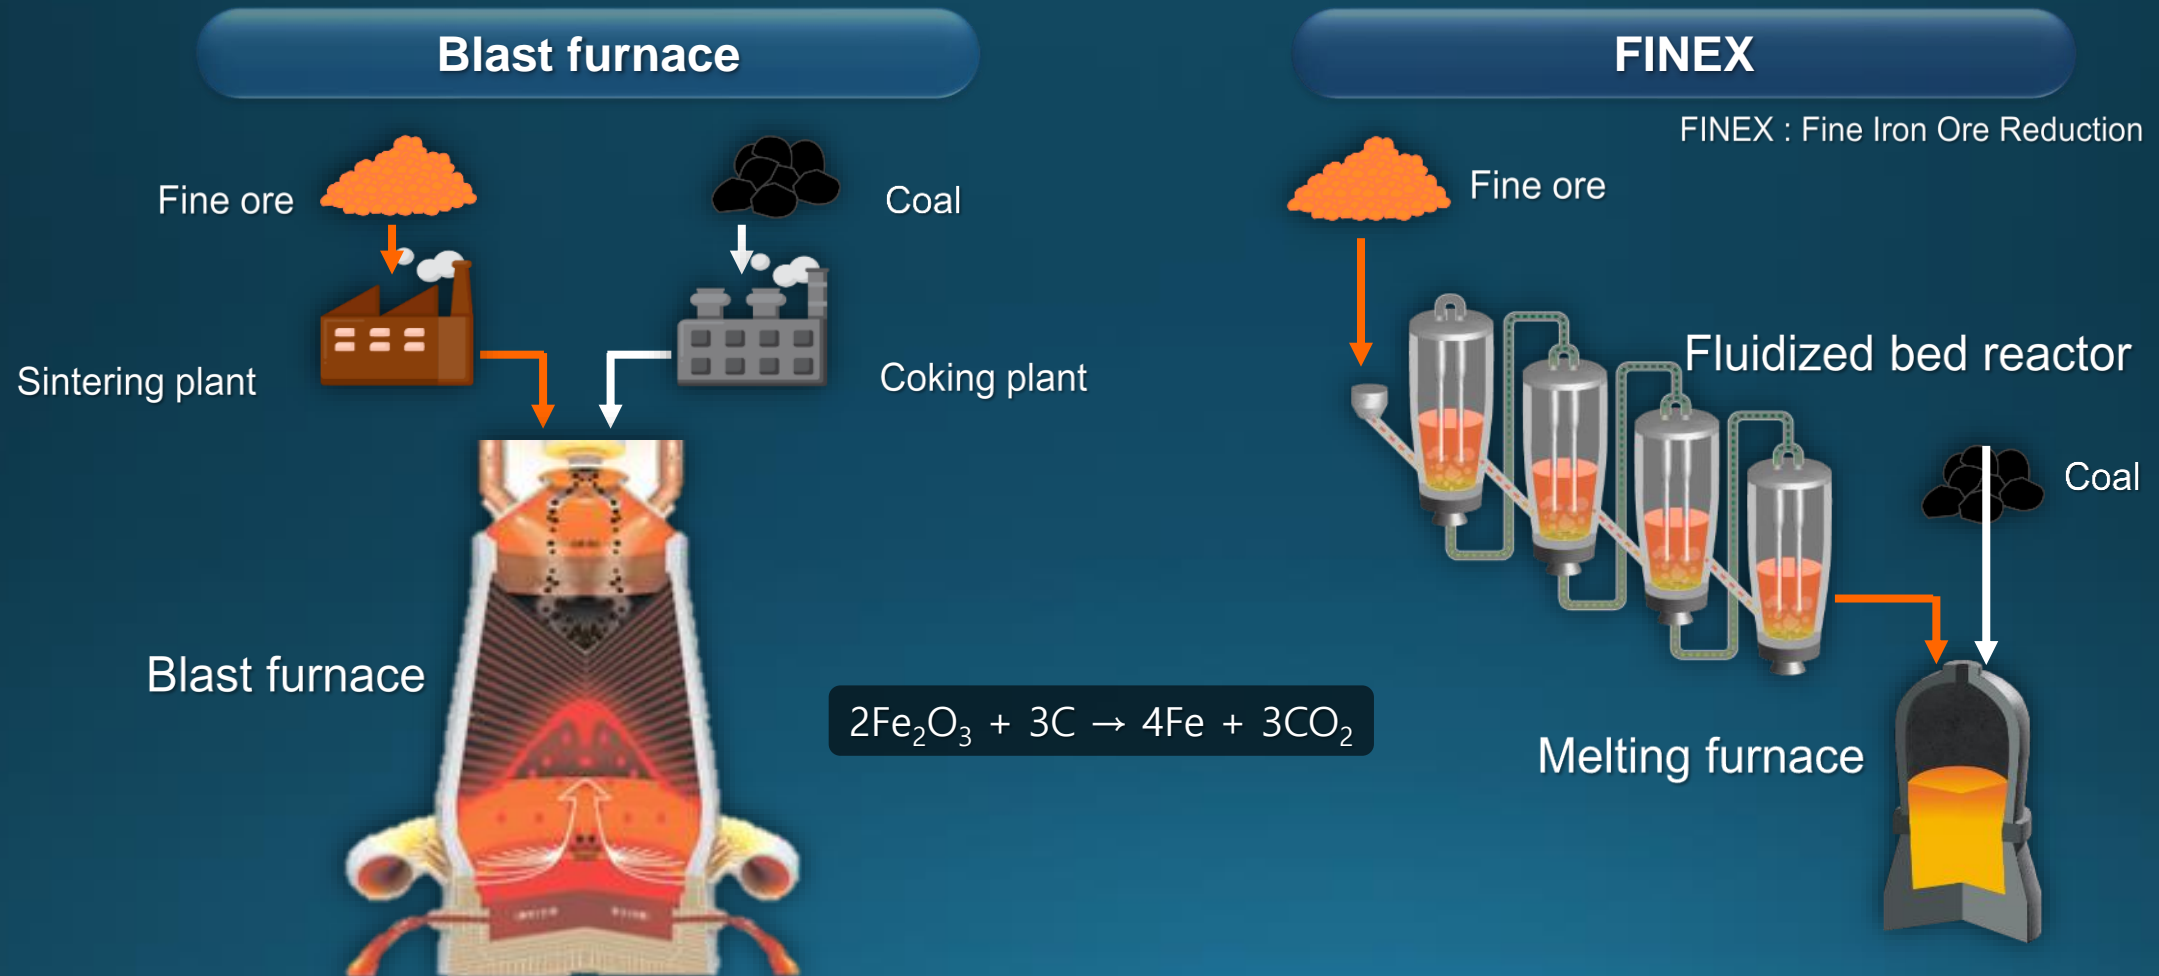 Blast furnace
Fine ore
Coal
Sintering plant
Coking plant
Blast furnace
2Fe₂O₃ + 3C → 4Fe + 3CO₂
FINEX
FINEX : Fine Iron Ore Reduction
Fine ore
Fluidized bed reactor
Coal
Melting furnace